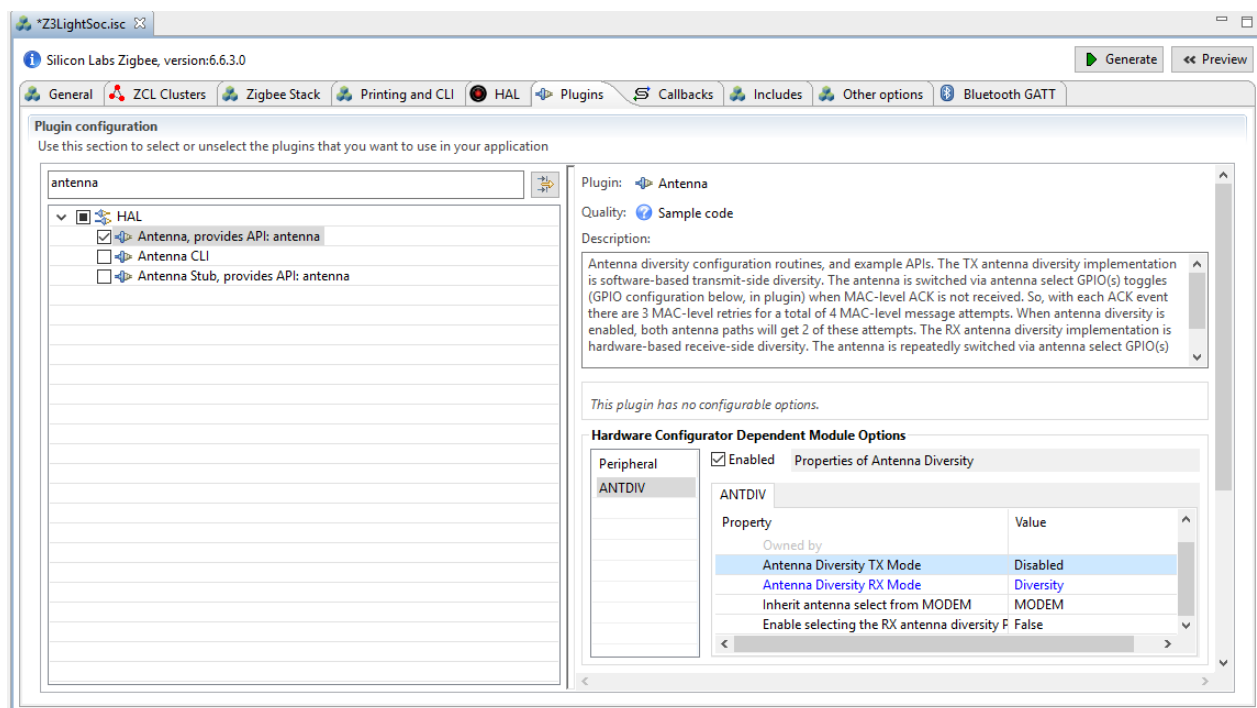 *Z3LightSoc.isc
Silicon Labs Zigbee, version:6.6.3.0
Generate
Preview
General
ZCL Clusters
Zigbee Stack
Printing and CLI
HAL
Plugins
Callbacks
Includes
Other options
Bluetooth GATT
Plugin configuration
Use this section to select or unselect the plugins that you want to use in your application
antenna
HAL
Antenna, provides API: antenna
Antenna CLI
Antenna Stub, provides API: antenna
Plugin: Antenna
Quality: Sample code
Description:
Antenna diversity configuration routines, and example APIs. The TX antenna diversity implementation
is software-based transmit-side diversity. The antenna is switched via antenna select GPIO(s) toggles
(GPIO configuration below, in plugin) when MAC-level ACK is not received. So, with each ACK event
there are 3 MAC-level retries for a total of 4 MAC-level message attempts. When antenna diversity is
enabled, both antenna paths will get 2 of these attempts. The RX antenna diversity implementation is
hardware-based receive-side diversity. The antenna is repeatedly switched via antenna select GPIO(s)
This plugin has no configurable options.
Hardware Configurator Dependent Module Options
Peripheral
ANTDIV
Enabled Properties of Antenna Diversity
ANTDIV
Property Value
Owned by
Antenna Diversity TX Mode Disabled
Antenna Diversity RX Mode Diversity
Inherit antenna select from MODEM MODEM
Enable selecting the RX antenna diversity F False